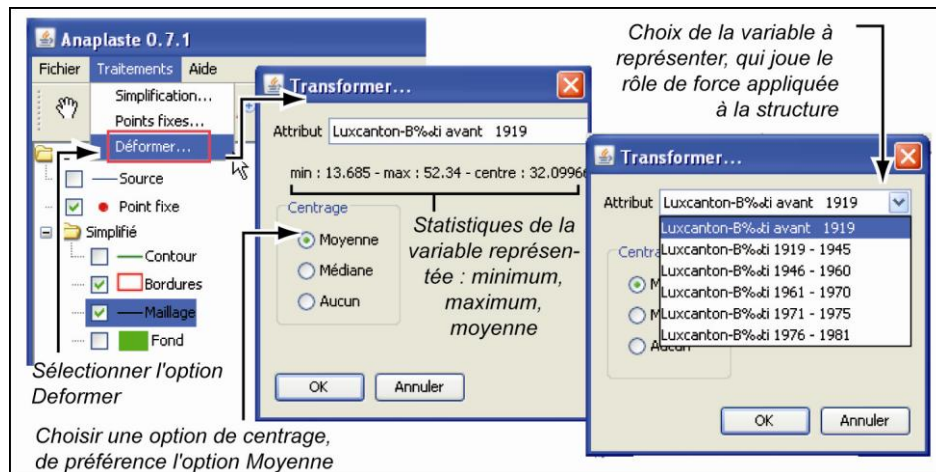 Anaplaste 0.7.1
Fichier Traitements Aide
Simplification...
Points fixes...
Déformer...
Source
Point fixe
Simplifié
Contour
Bordures
Maillage
Fond
Sélectionner l'option
Deformer
Choisir une option de centrage,
de préférence l'option Moyenne
Transformer...
Attribut Luxcanton-B‰ti avant 1919
min : 13.685 - max : 52.34 - centre : 32.0996
Centrage
Moyenne
Médiane
Aucun
Statistiques de la
variable représen-
tée : minimum,
maximum,
moyenne
OK Annuler
Choix de la variable à
représenter, qui joue le
rôle de force appliquée
à la structure
Transformer...
Attribut Luxcanton-B‰ti avant 1919
Luxcanton-B‰ti avant 1919
Luxcanton-B‰ti 1919 - 1945
Luxcanton-B‰ti 1946 - 1960
Luxcanton-B‰ti 1961 - 1970
Luxcanton-B‰ti 1971 - 1975
Luxcanton-B‰ti 1976 - 1981
OK Annuler